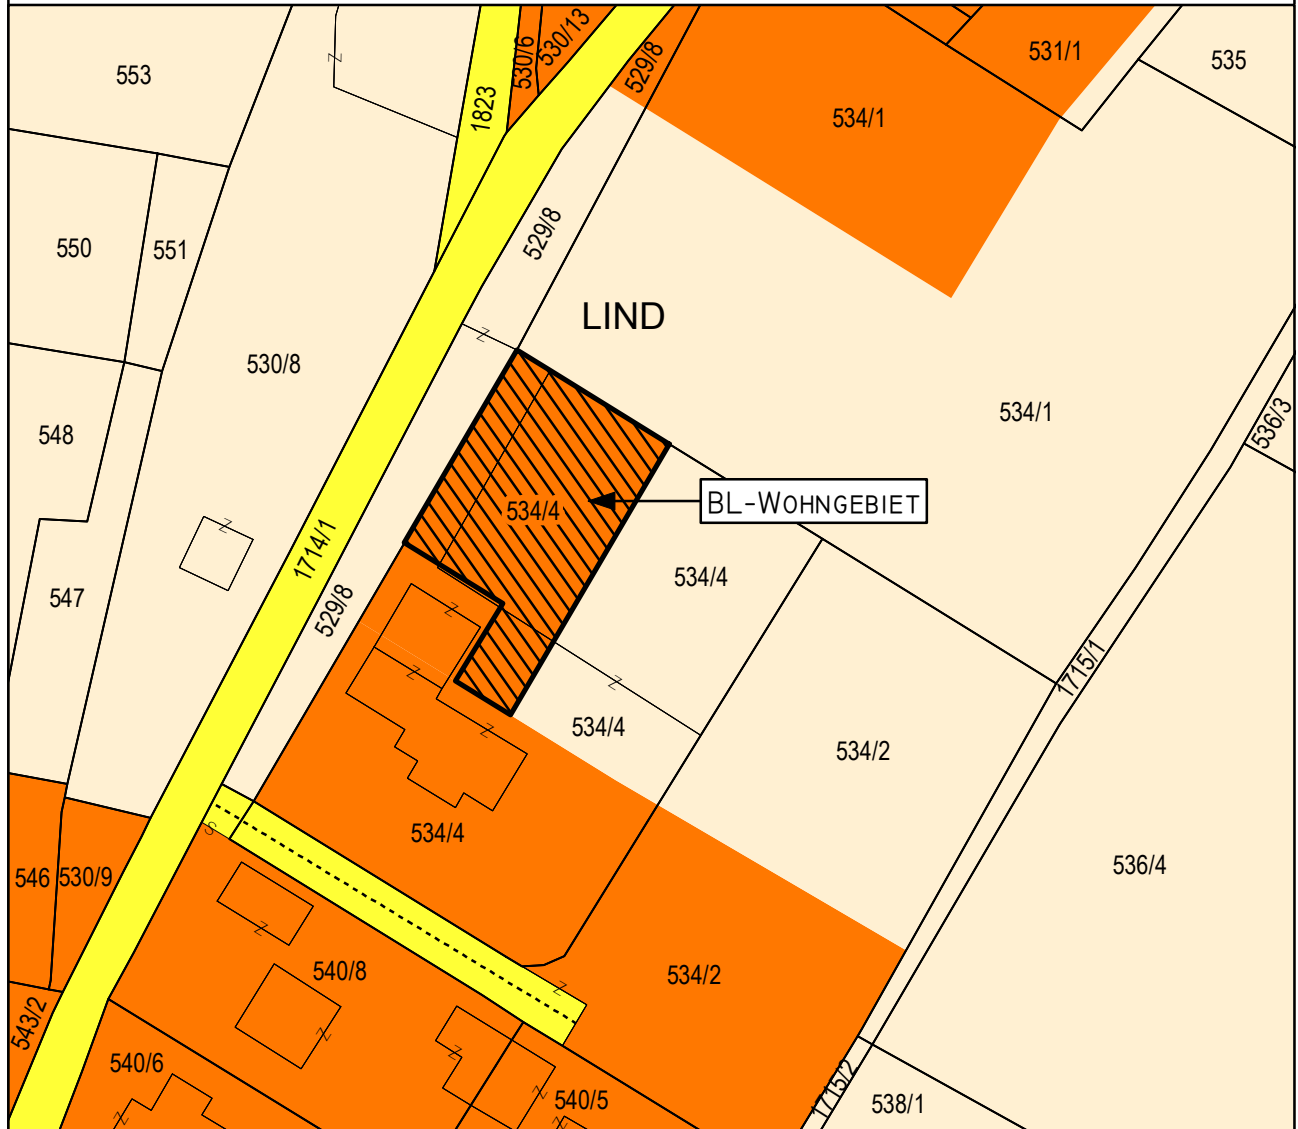 553
Z
1823
530/6
530/13
529/8
534/1
531/1
535
550
551
529/8
LIND
530/8
Z
534/1
536/3
548
534/4
BL-WOHNGEBIET
Z
1714/1
547
529/8
534/4
Z
Z
Z
1715/1
534/4
Z
534/2
534/4
S
546
530/9
536/4
Z
540/8
534/2
Z
543/2
Z
540/6
Z
Z
540/5
Z
Z
1715/2
538/1